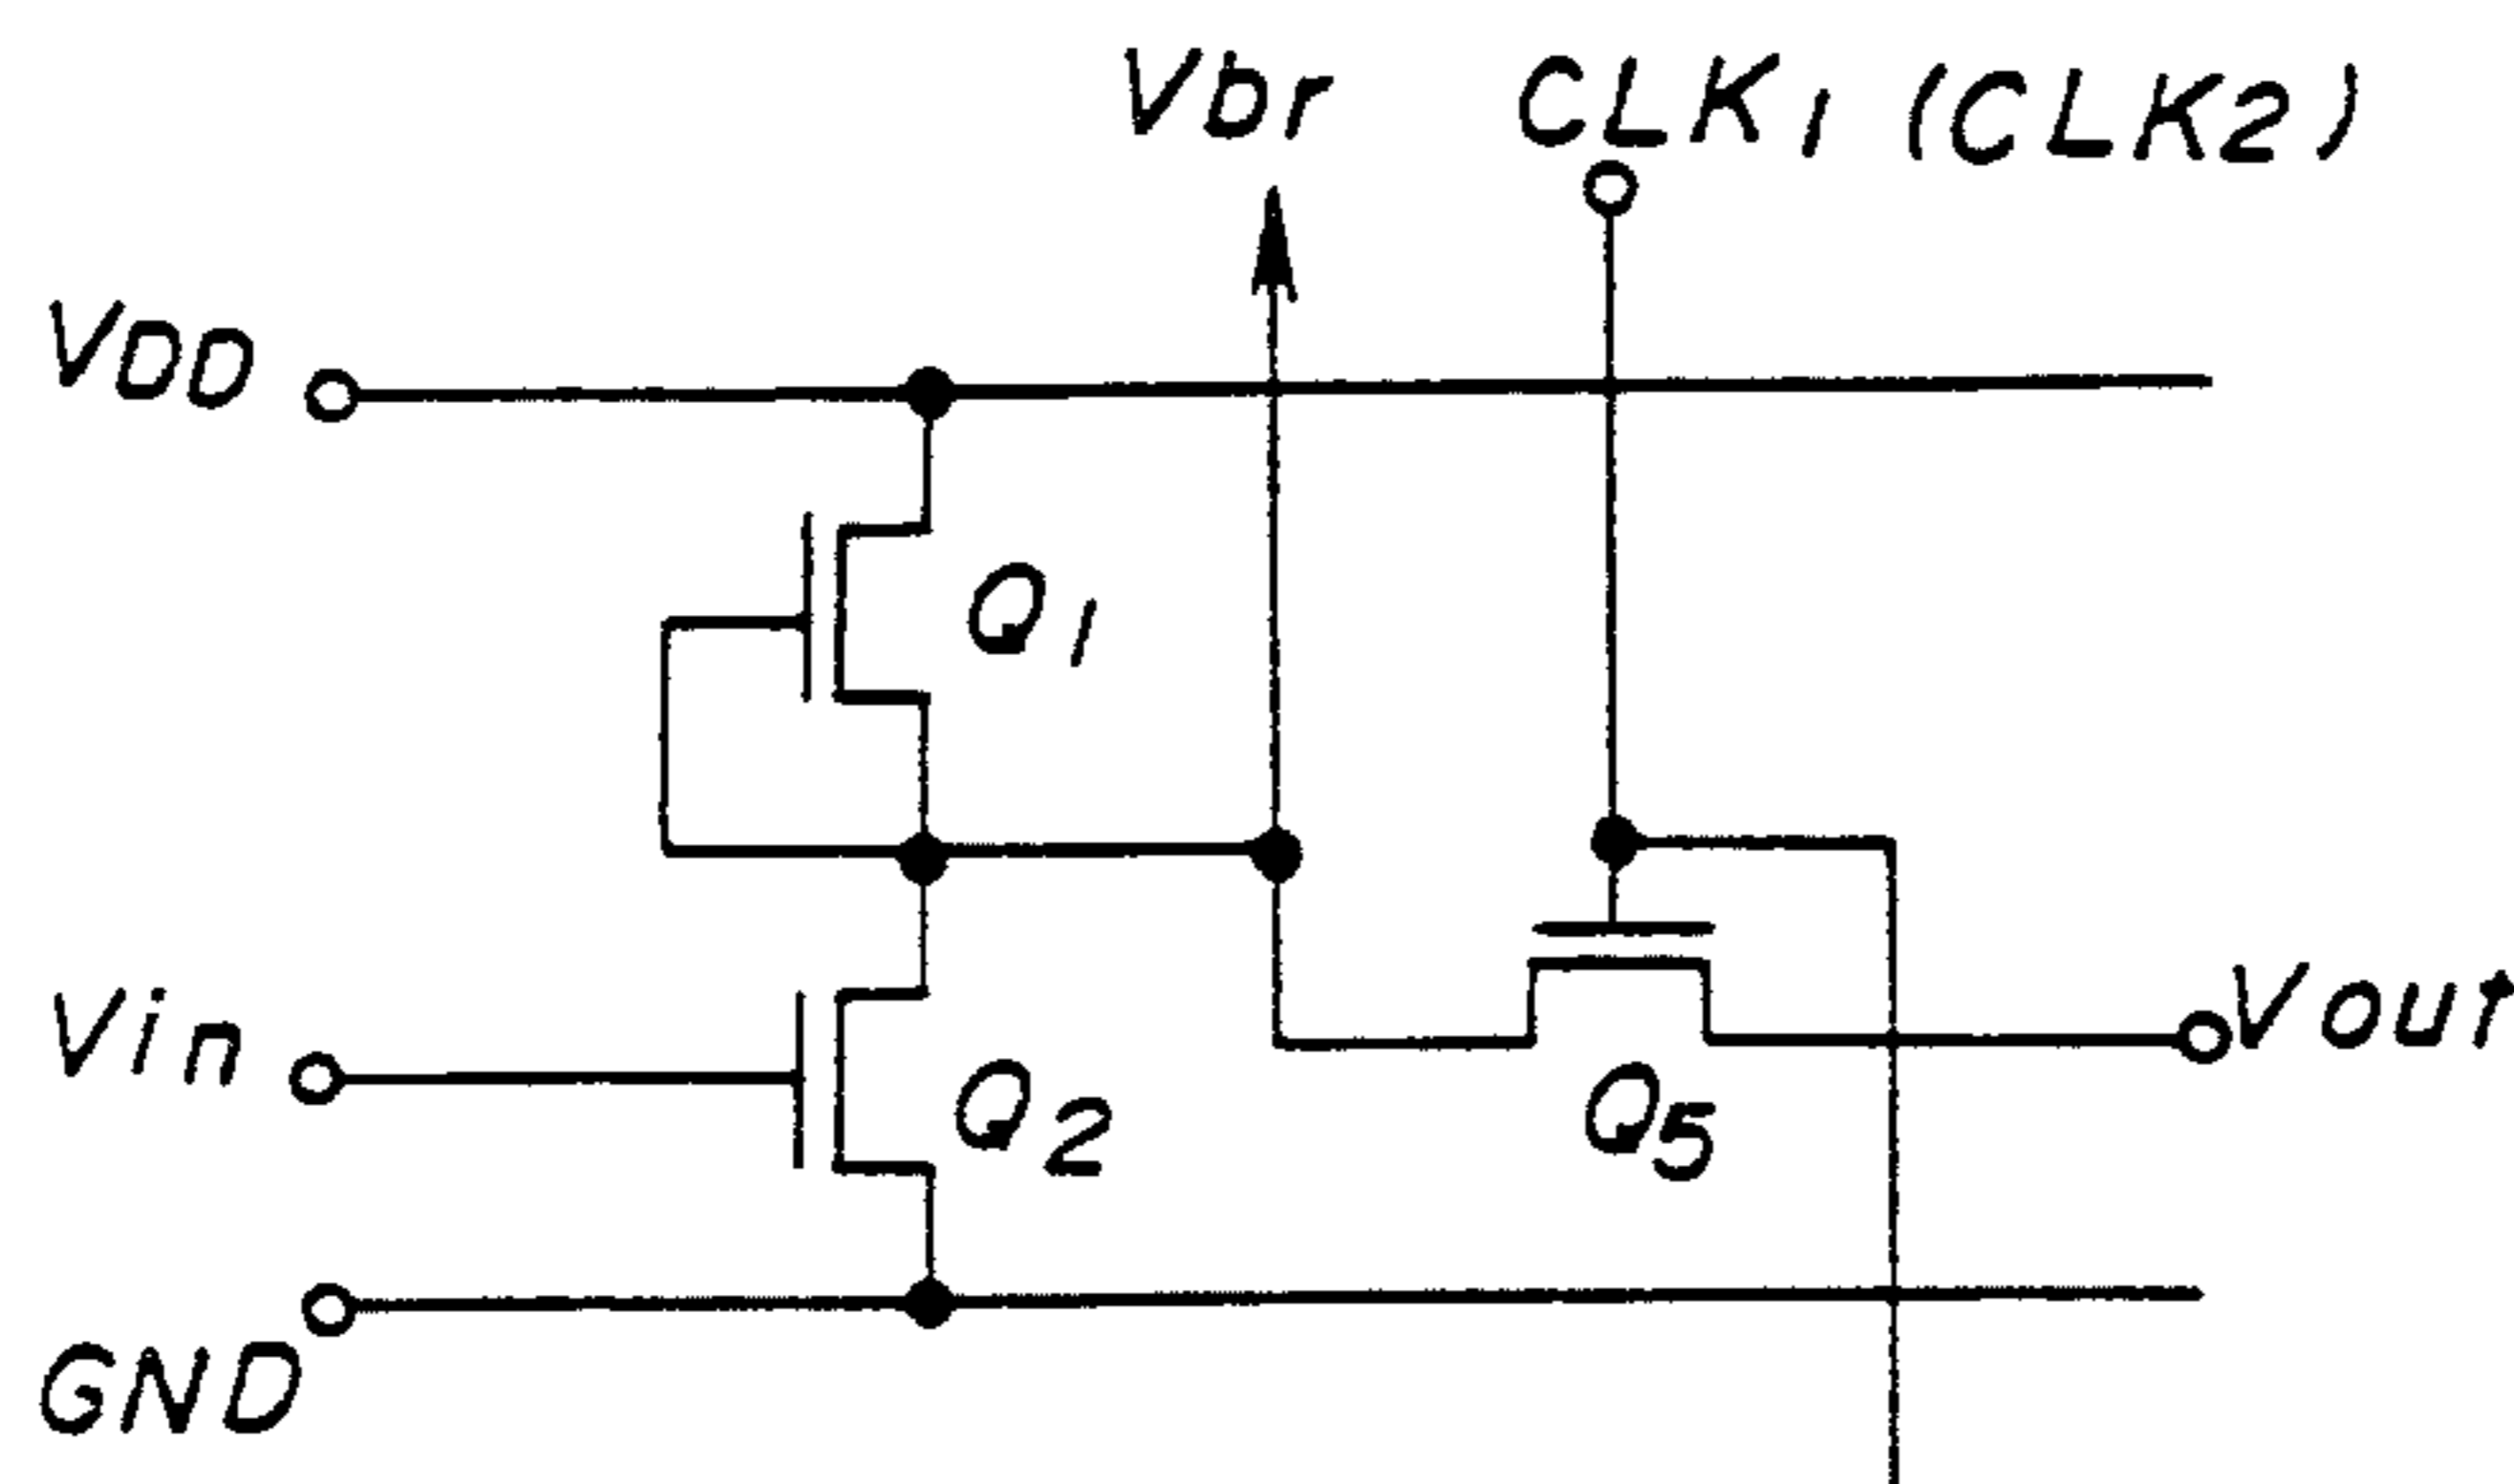 Vbr
CLK1 (CLK2)
VDD
Q1
Vin
Vout
Q2
Q5
GND